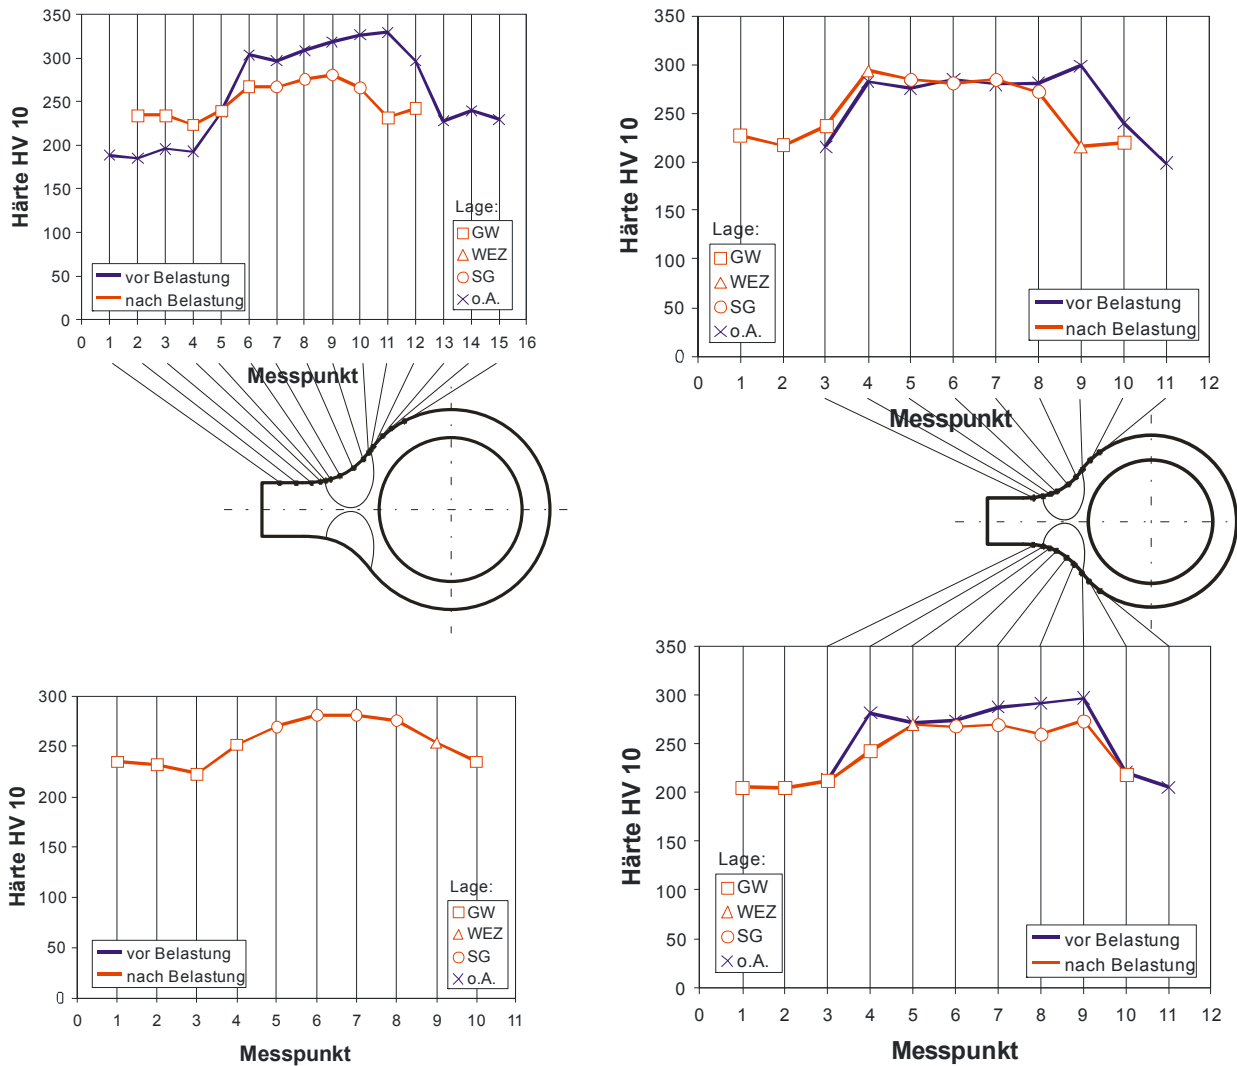 350
300
250
200
150
100
50
0
Härte HV 10
Lage:
GW
WEZ
SG
o.A.
vor Belastung
nach Belastung
0 1 2 3 4 5 6 7 8 9 10 11 12 13 14 15 16
Messpunkt
350
300
250
200
150
100
50
0
Härte HV 10
Lage:
GW
WEZ
SG
o.A.
vor Belastung
nach Belastung
0 1 2 3 4 5 6 7 8 9 10 11 12
Messpunkt
300
250
200
150
100
50
0
Härte HV 10
Lage:
GW
WEZ
SG
o.A.
vor Belastung
nach Belastung
0 1 2 3 4 5 6 7 8 9 10 11
Messpunkt
350
300
250
200
150
100
50
0
Härte HV 10
Lage:
GW
WEZ
SG
o.A.
vor Belastung
nach Belastung
0 1 2 3 4 5 6 7 8 9 10 11 12
Messpunkt